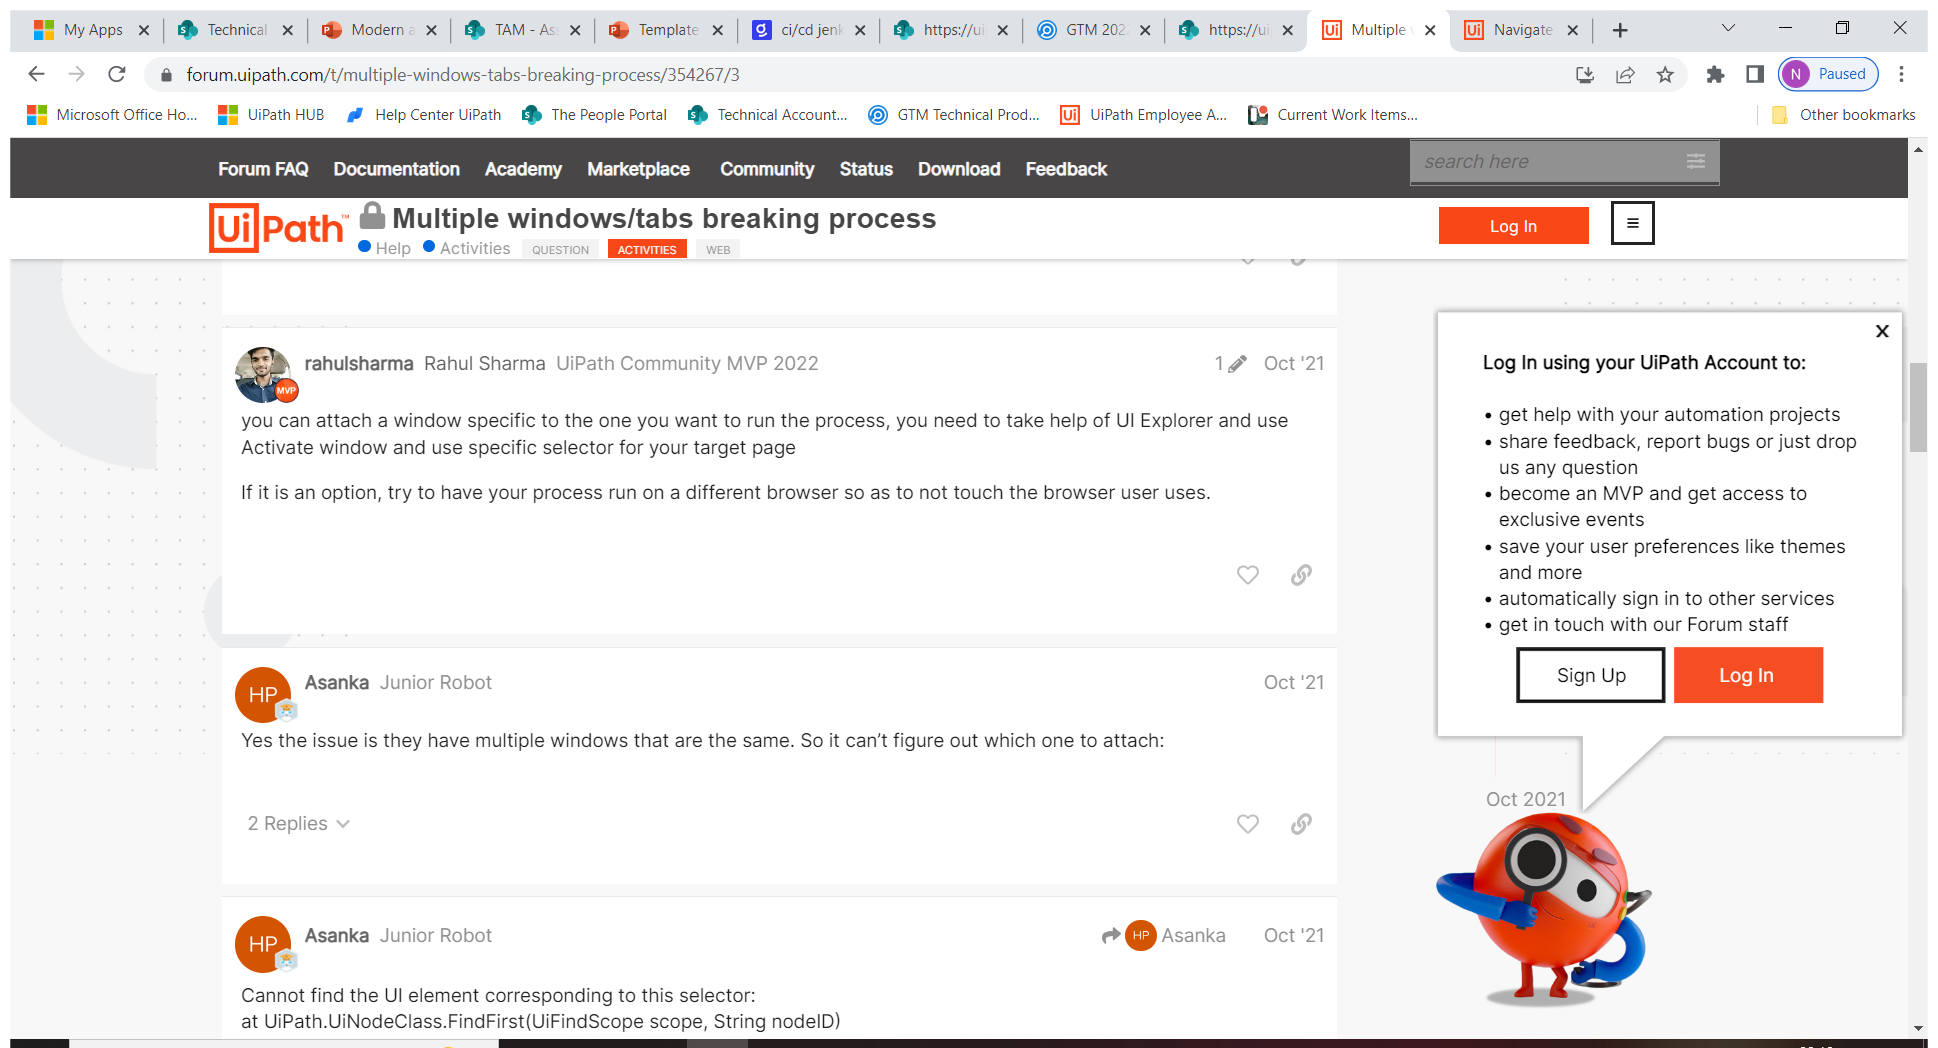 My Apps
Technical
Modern a
TAM - Ass
Template
ci/cd jenk
https://ui
GTM 202
https://ui
Multiple
Navigate
forum.uipath.com/t/multiple-windows-tabs-breaking-process/354267/3
N Paused
Microsoft Office Ho...
UiPath HUB
Help Center UiPath
The People Portal
Technical Account...
GTM Technical Prod...
UiPath Employee A...
Current Work Items...
Other bookmarks
Forum FAQ Documentation Academy Marketplace Community Status Download Feedback
search here
UiPath™
Multiple windows/tabs breaking process
Help Activities QUESTION ACTIVITIES WEB
Log In
rahulsharma Rahul Sharma UiPath Community MVP 2022
1 Oct '21
MVP
you can attach a window specific to the one you want to run the process, you need to take help of UI Explorer and use
Activate window and use specific selector for your target page
If it is an option, try to have your process run on a different browser so as to not touch the browser user uses.
HP
Asanka Junior Robot
Oct '21
Yes the issue is they have multiple windows that are the same. So it can’t figure out which one to attach:
2 Replies
HP
Asanka Junior Robot
HP Asanka Oct '21
Cannot find the UI element corresponding to this selector:
at UiPath.UiNodeClass.FindFirst(UiFindScope scope, String nodeID)
X
Log In using your UiPath Account to:
• get help with your automation projects
• share feedback, report bugs or just drop
us any question
• become an MVP and get access to
exclusive events
• save your user preferences like themes
and more
• automatically sign in to other services
• get in touch with our Forum staff
Sign Up
Log In
Oct 2021